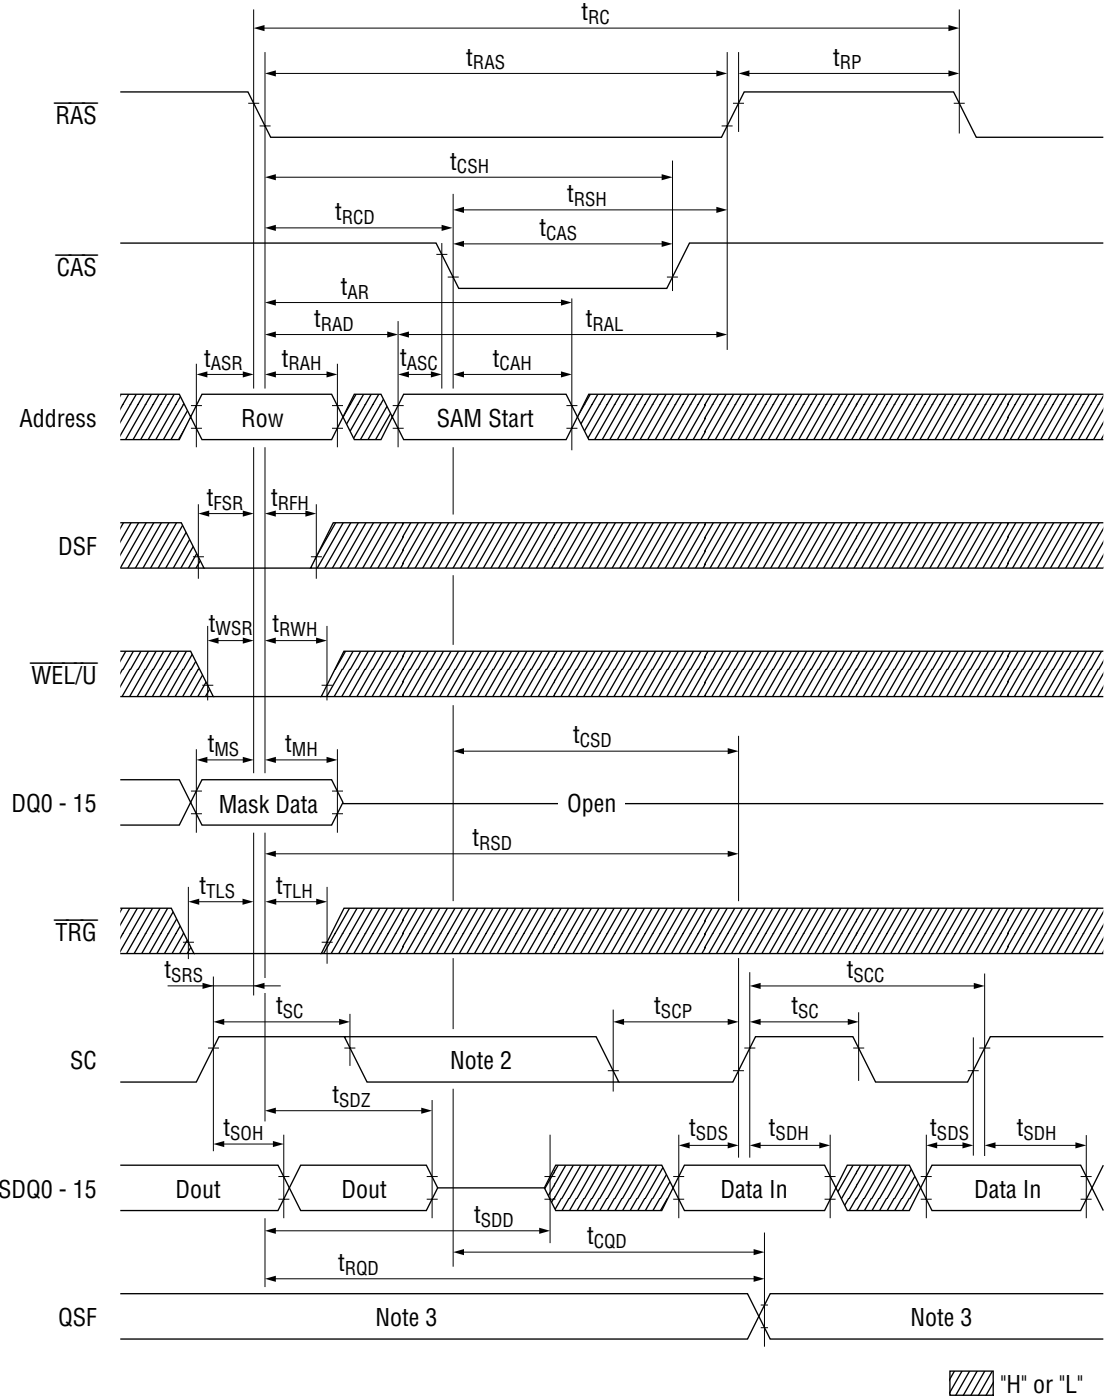 tRC
tRAS tRP
RAS
tCSH
tRSH
tRCD
tCAS
CAS
tAR
tRAD tRAL
tASR tRAH tASC tCAH
Address Row SAM Start
tFSR tRFH
DSF
tWSR tRWH
WEL/U
tCSD
tMS tMH
DQ0 - 15 Mask Data Open
tRSD
tTLS tTLH
TRG
tSRS tSCC
tSC tSCP tSC
SC Note 2
tSDZ
tSOH tSDS tSDH tSDS tSDH
SDQ0 - 15 Dout Dout Data In Data In
tSDD
tCQD
tRQD
QSF Note 3 Note 3
"H" or "L"